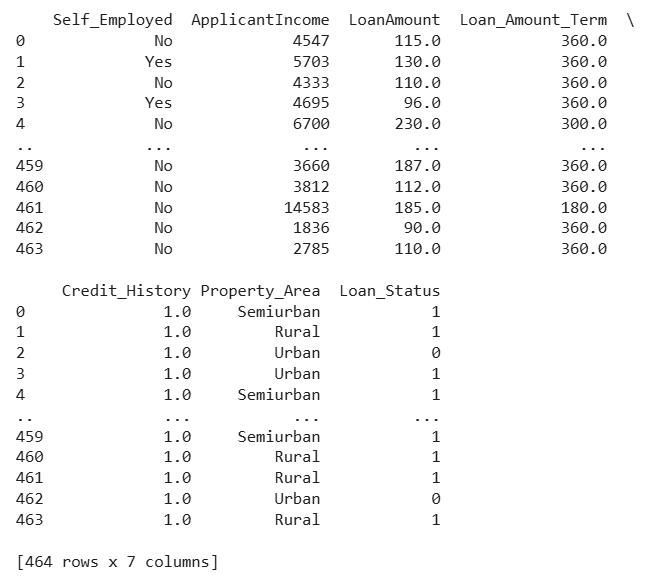 Self_Employed ApplicantIncome LoanAmount Loan_Amount_Term \
0 No 4547 115.0 360.0
1 Yes 5703 130.0 360.0
2 No 4333 110.0 360.0
3 Yes 4695 96.0 360.0
4 No 6700 230.0 300.0
.. ... ... ... ...
459 No 3660 187.0 360.0
460 No 3812 112.0 360.0
461 No 14583 185.0 180.0
462 No 1836 90.0 360.0
463 No 2785 110.0 360.0
Credit_History Property_Area Loan_Status
0 1.0 Semiurban 1
1 1.0 Rural 1
2 1.0 Urban 0
3 1.0 Urban 1
4 1.0 Semiurban 1
.. ... ... ...
459 1.0 Semiurban 1
460 1.0 Rural 1
461 1.0 Rural 1
462 1.0 Urban 0
463 1.0 Rural 1
[464 rows x 7 columns]